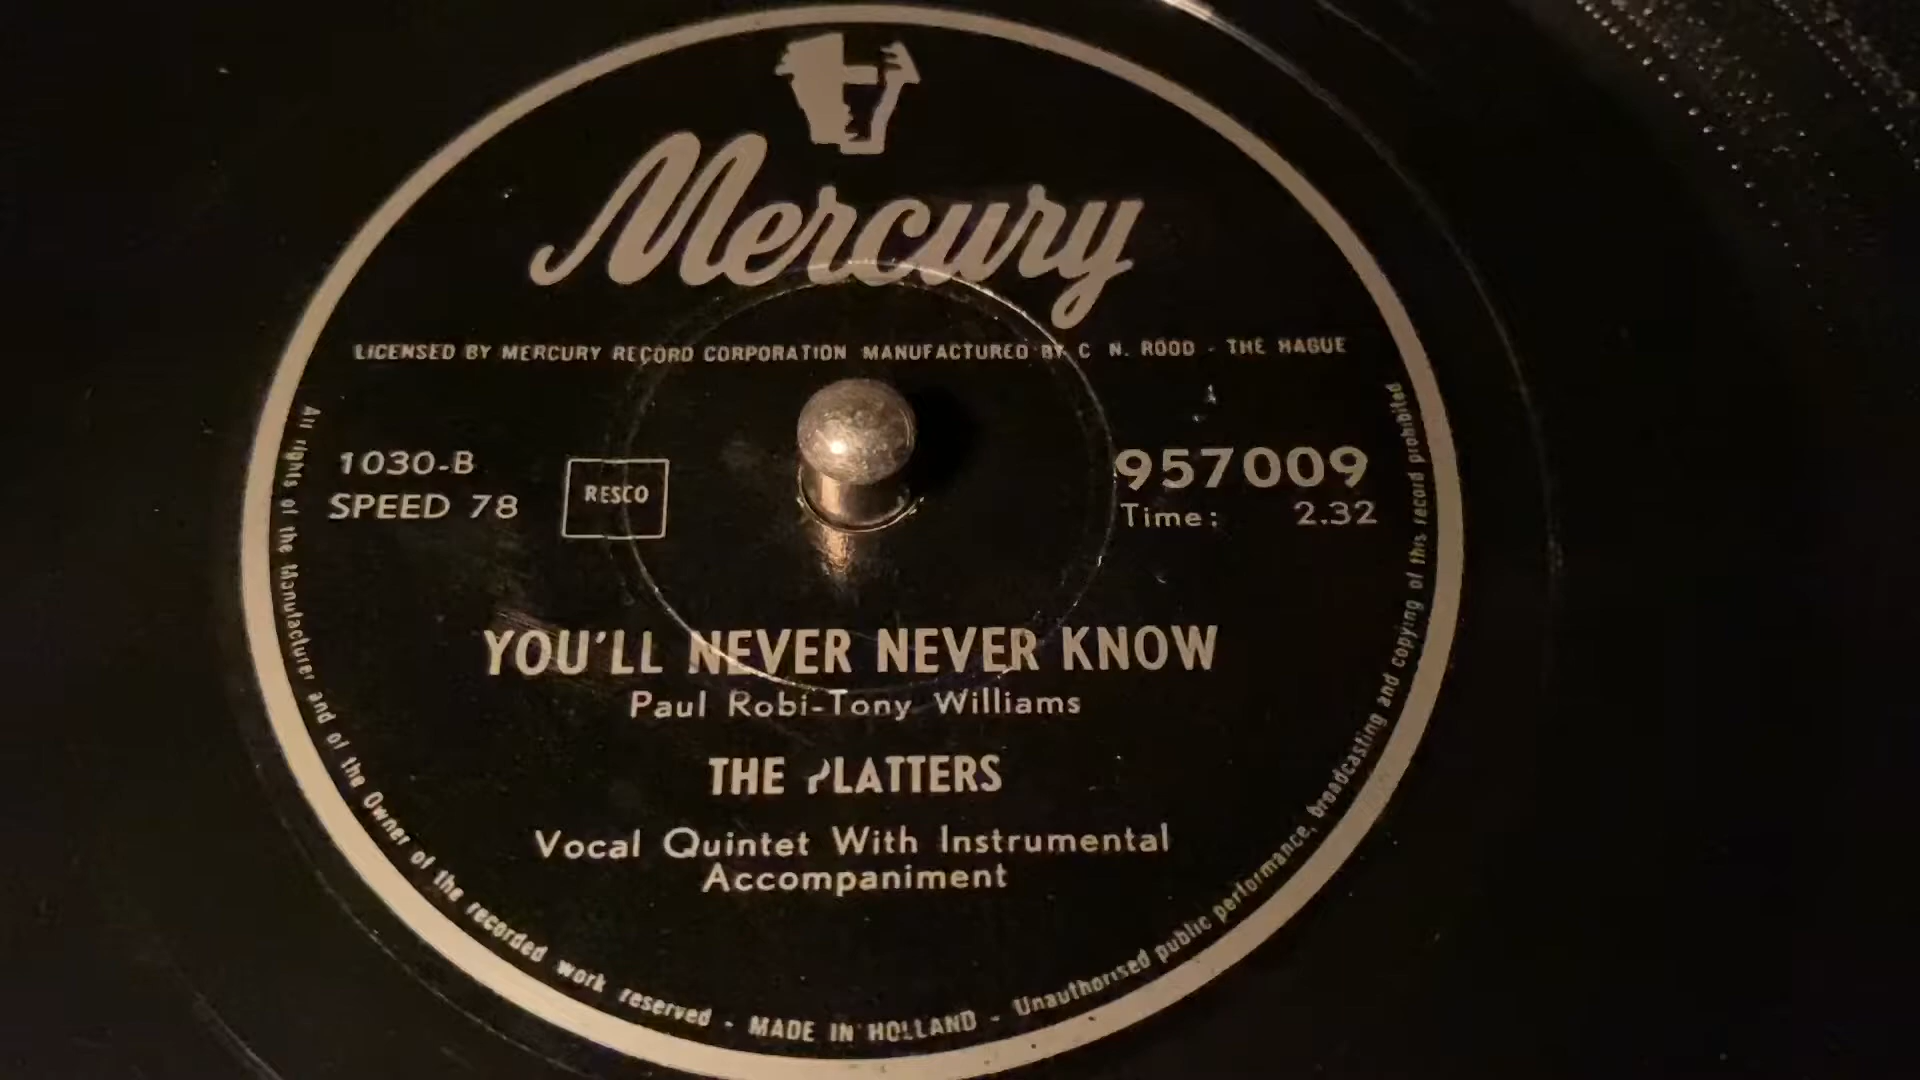 Mercury
LICENSED BY MERCURY RECORD CORPORATION MANUFACTURED BY C N. ROOD - THE HAGUE
1030-B
SPEED 78
RESCO
957009
Time: 2.32
YOU'LL NEVER NEVER KNOW
Paul Robi-Tony Williams
THE PLATTERS
Vocal Quintet With Instrumental
Accompaniment
All rights of the Manufacturer and of the Owner of the recorded work reserved - MADE IN HOLLAND - Unauthorised public performance, broadcasting and copying of this record prohibited